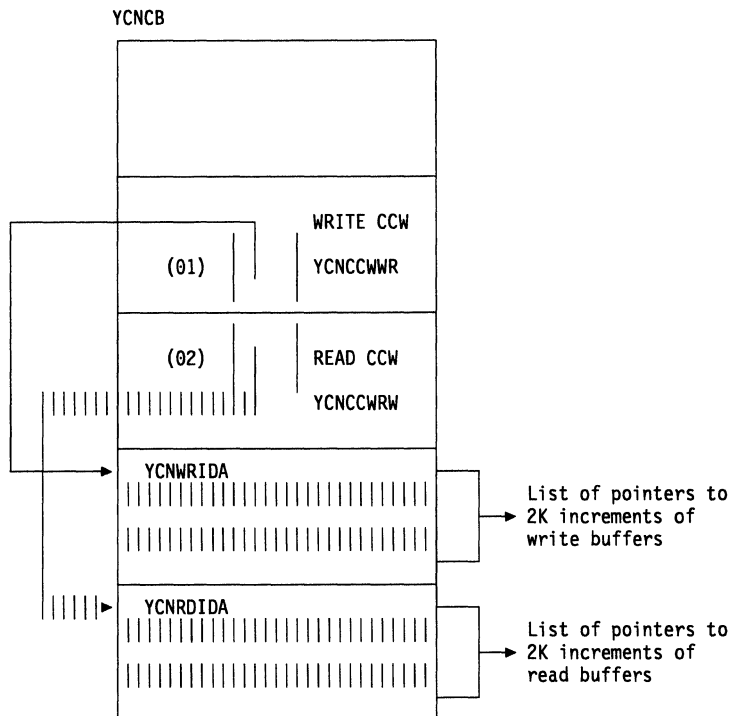 YCNCB
WRITE CCW
(01)
YCNCCWWR
(02)
READ CCW
YCNCCWRW
YCNWRIDA
List of pointers to
2K increments of
write buffers
YCNRDIDA
List of pointers to
2K increments of
read buffers